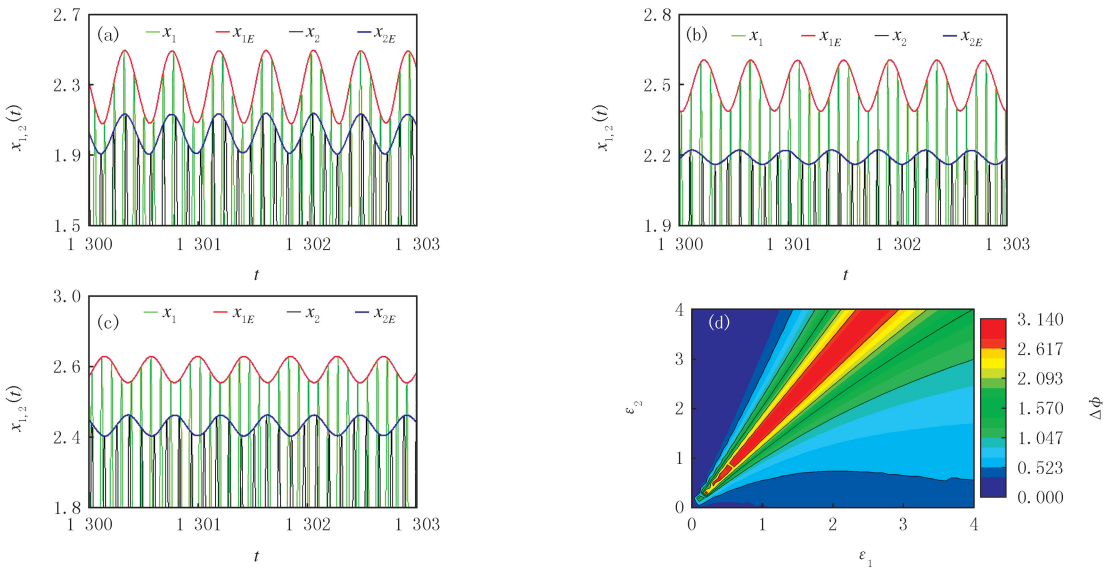 (a) x1 x1E x2 x2E
2.7
2.3
1.9
1.5
x1,2(t)
1 300 1 301 1 302 1 303
t
(b) x1 x1E x2 x2E
2.8
2.5
2.2
1.9
x1,2(t)
1 300 1 301 1 302 1 303
t
(c) x1 x1E x2 x2E
3.0
2.6
2.4
1.8
x1,2(t)
1 300 1 301 1 302 1 303
t
(d)
4
3
2
1
0
ε2
0 1 2 3 4
ε1
3.140
2.617
2.093
1.570
1.047
0.523
0.000
Δϕ